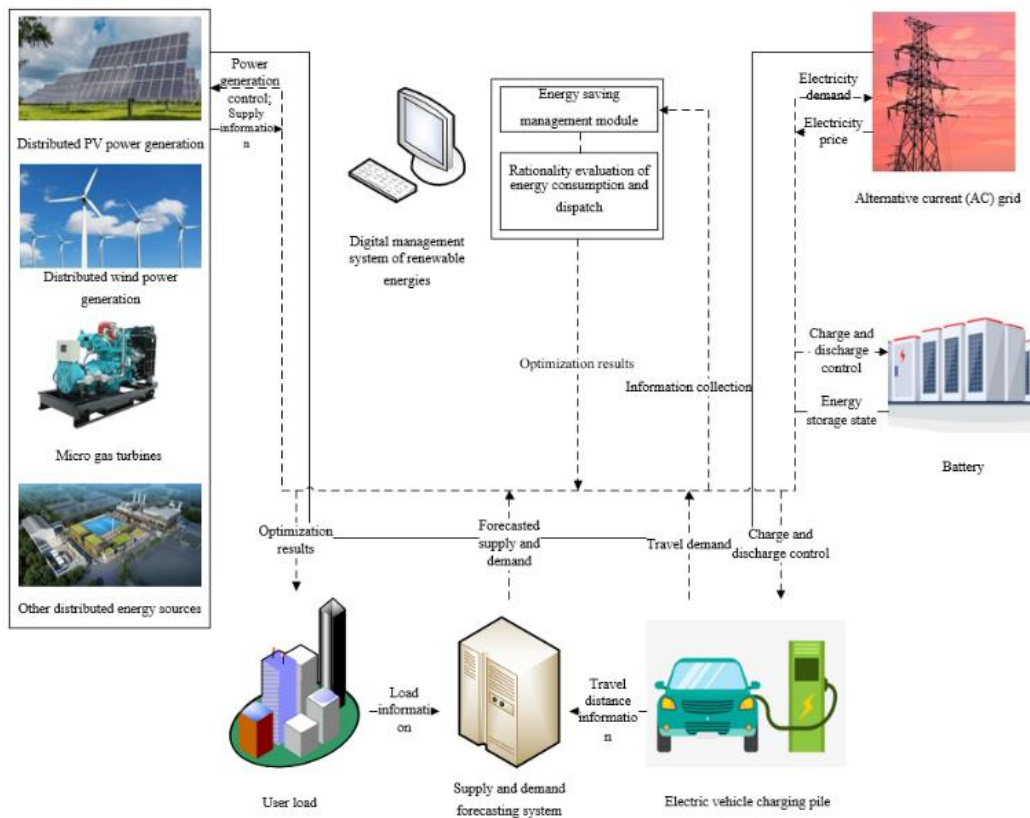 Power
generation
control;
Supply
informatio
n
Distributed PV power generation
Distributed wind power
generation
Micro gas turbines
Other distributed energy sources
Digital management
system of renewable
energies
Energy saving
management module
Rationality evaluation of
energy consumption and
dispatch
Optimization results
Information collection
Electricity
demand
Electricity
price
Alternative current (AC) grid
Charge and
discharge
control
Energy
storage state
Battery
Optimization
results
Forecasted
supply and
demand
Travel demand
Charge and
discharge control
Load
information
Travel
distance
informatio
n
User load
Supply and demand
forecasting system
Electric vehicle charging pile